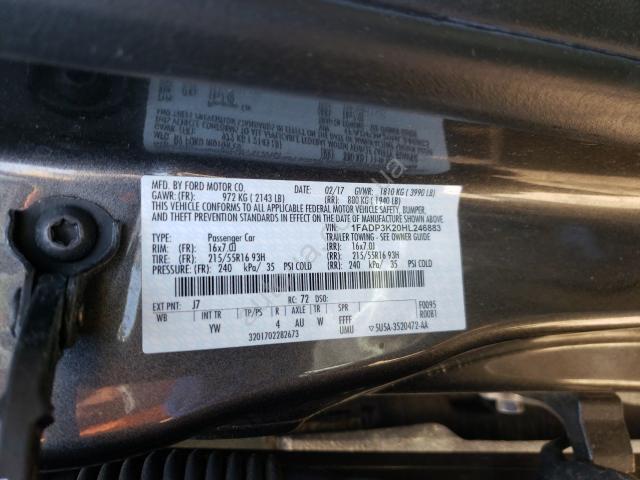 MFD. BY FORD MOTOR CO. 02/17 GVWR: 1810 KG ( 3990 LB)
GAWR: (FR): 972 KG ( 2143 LB) (RR): 880 KG ( 1940 LB)
THIS VEHICLE CONFORMS TO ALL APPLICABLE FEDERAL MOTOR VEHICLE SAFETY, BUMPER,
AND THEFT PREVENTION STANDARDS IN EFFECT ON THE DATE OF MANUFACTURE SHOWN ABOVE.
VIN: 1FADP3K20HL246883
TYPE: Passenger Car TRAILER TOWING -- SEE OWNER GUIDE
RIM: (FR): 16x7.0J (RR): 16x7.0J
TIRE: (FR): 215/55R16 93H (RR): 215/55R16 93H
PRESSURE: (FR): 240 kPa/ 35 PSI COLD (RR): 240 kPa/ 35 PSI COLD
EXT PNT: J7 RC: 72 DSO: F0095
WB INT TR TP/PS R AXLE TR SPR R0081
YW 4 AU W FFFF
UMU
3201702282673 5U5A-3520472-AA